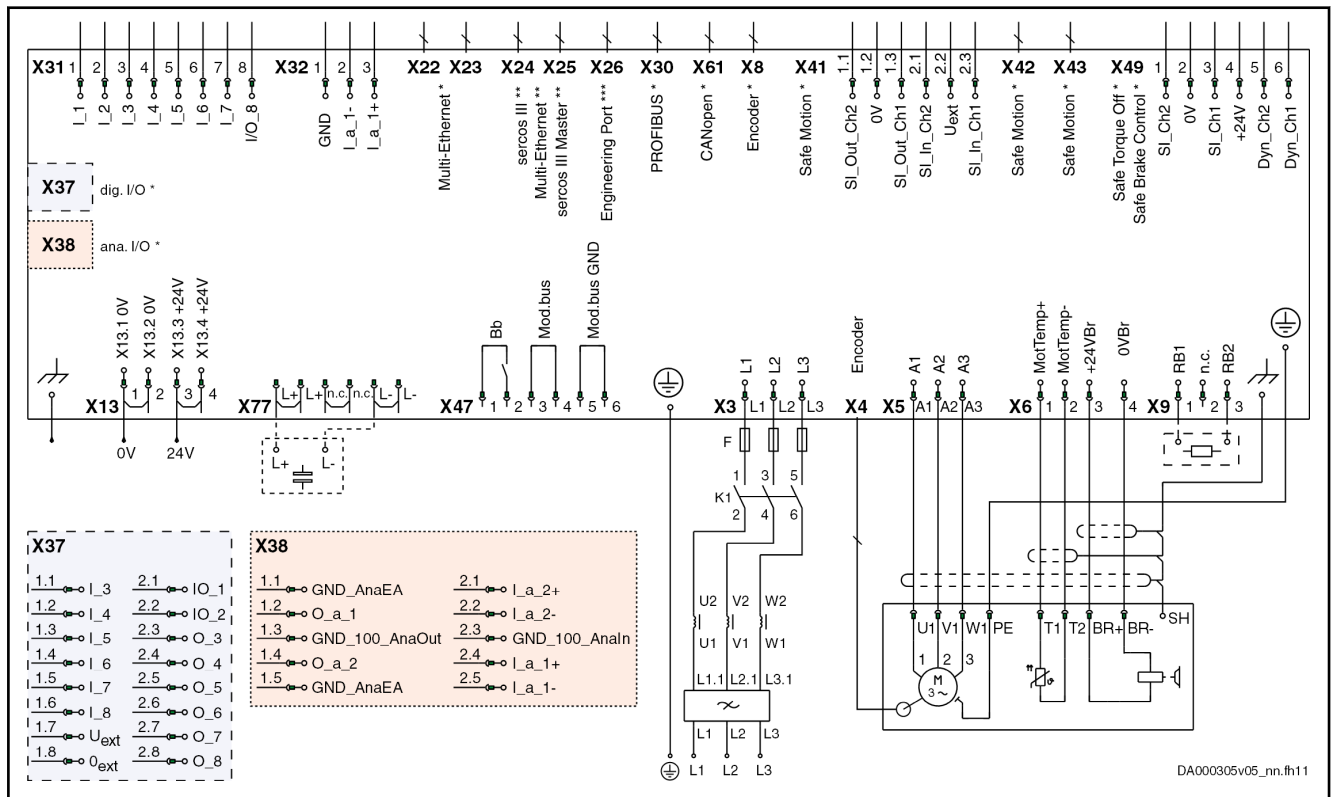 X31 1 2 3 4 5 6 7 8
I_1 I_2 I_3 I_4 I_5 I_6 I_7 I/O_8
X32 1 2 3
GND I_a_1- I_a_1+
X22 X23
Multi-Ethernet *
X24 X25
sercos III **
Multi-Ethernet **
sercos III Master **
X26
Engineering Port ***
X30
PROFIBUS *
X61
CANopen *
X8
Encoder *
X41 1.1 1.2 1.3 2.1 2.2 2.3
Safe Motion *
SI_Out_Ch2 0V SI_Out_Ch1 SI_In_Ch2 Uext SI_In_Ch1
X42
Safe Motion *
X43
Safe Motion *
X49 1 2 3 4 5 6
Safe Torque Off *
Safe Brake Control *
SI_Ch2 0V SI_Ch1 +24V Dyn_Ch2 Dyn_Ch1
X37 dig. I/O *
X38 ana. I/O *
X13.1 0V X13.2 0V X13.3 +24V X13.4 +24V
X13 1 2 3 4
0V 24V
X77 L+ L+ n.c. n.c. L- L-
L+ L-
Bb Mod.bus Mod.bus GND
X47 1 2 3 4 5 6
L1 L2 L3
X3 L1 L2 L3
F
1 3 5
K1
2 4 6
U2 V2 W2
U1 V1 W1
L1.1 L2.1 L3.1
L1 L2 L3
L1 L2 L3
Encoder
X4
A1 A2 A3
X5 A1 A2 A3
MotTemp+ MotTemp- +24VBr 0VBr
X6 1 2 3 4
RB1 n.c. RB2
X9 1 2 3
SH
U1 V1 W1 PE T1 T2 BR+ BR-
1 2 3
M
3~
ϑ
X37
1.1 I_3 2.1 IO_1
1.2 I_4 2.2 IO_2
1.3 I_5 2.3 O_3
1.4 I_6 2.4 O_4
1.5 I_7 2.5 O_5
1.6 I_8 2.6 O_6
1.7 Uext 2.7 O_7
1.8 0ext 2.8 O_8
X38
1.1 GND_AnaEA 2.1 I_a_2+
1.2 O_a_1 2.2 I_a_2-
1.3 GND_100_AnaOut 2.3 GND_100_AnaIn
1.4 O_a_2 2.4 I_a_1+
1.5 GND_AnaEA 2.5 I_a_1-
DA000305v05_nn.fh11